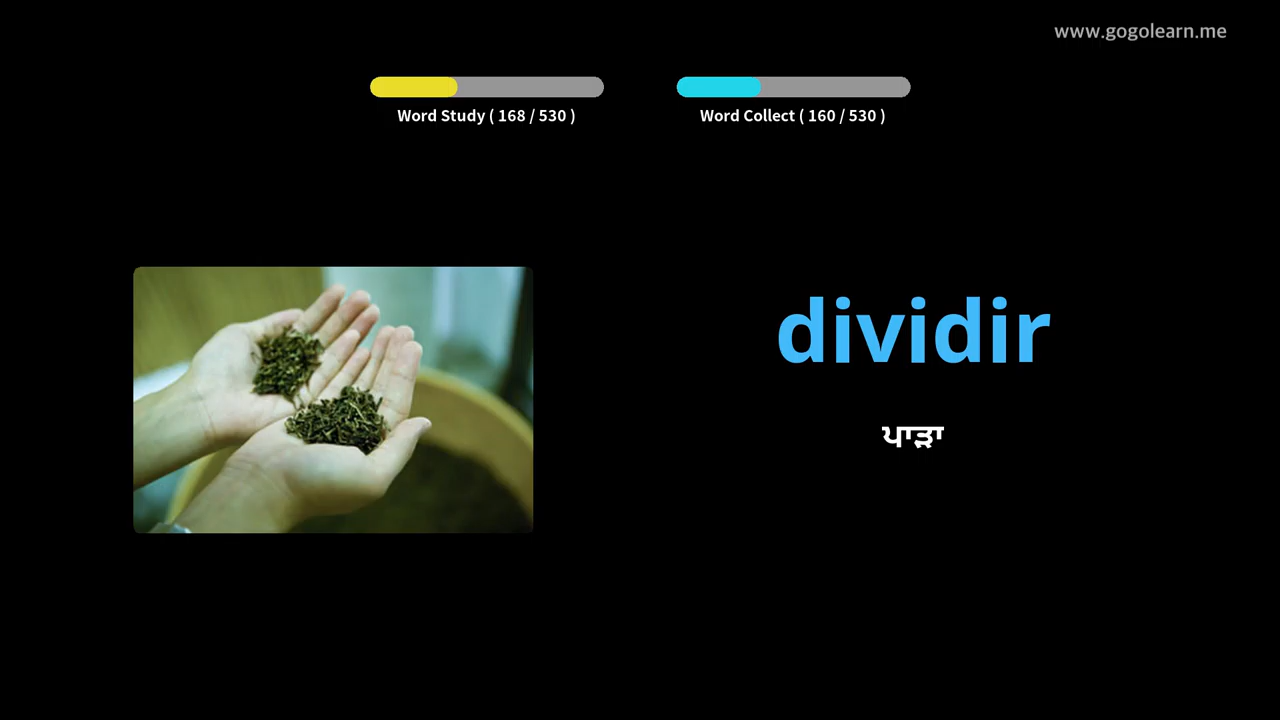 www.gogolearn.me
Word Study ( 168 / 530 )
Word Collect ( 160 / 530 )
dividir
ਪਾੜਾ